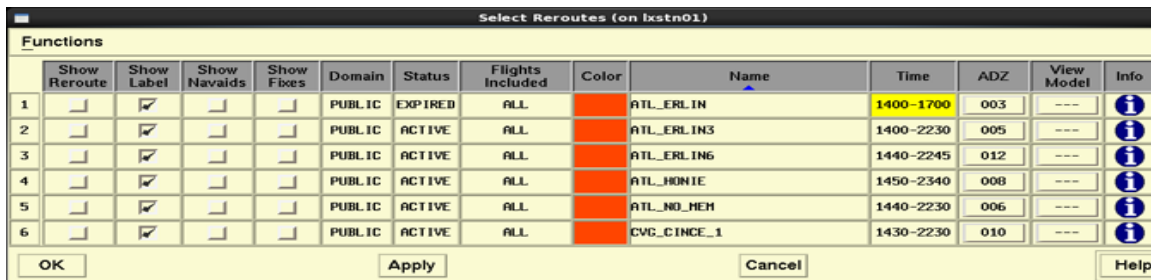 Select Reroutes (on lxstn01)
Functions
Show Reroute Show Label Show Navaids Show Fixes Domain Status Flights Included Color Name Time ADZ View Model Info
1 PUBLIC EXPIRED ALL ATL_ERLIN 1400-1700 003 --- i
2 PUBLIC ACTIVE ALL ATL_ERLIN3 1400-2230 005 --- i
3 PUBLIC ACTIVE ALL ATL_ERLIN6 1440-2245 012 --- i
4 PUBLIC ACTIVE ALL ATL_HONIE 1450-2340 008 --- i
5 PUBLIC ACTIVE ALL ATL_NO_MEM 1440-2230 006 --- i
6 PUBLIC ACTIVE ALL CVG_CINCE_1 1430-2230 010 --- i
OK Apply Cancel Help